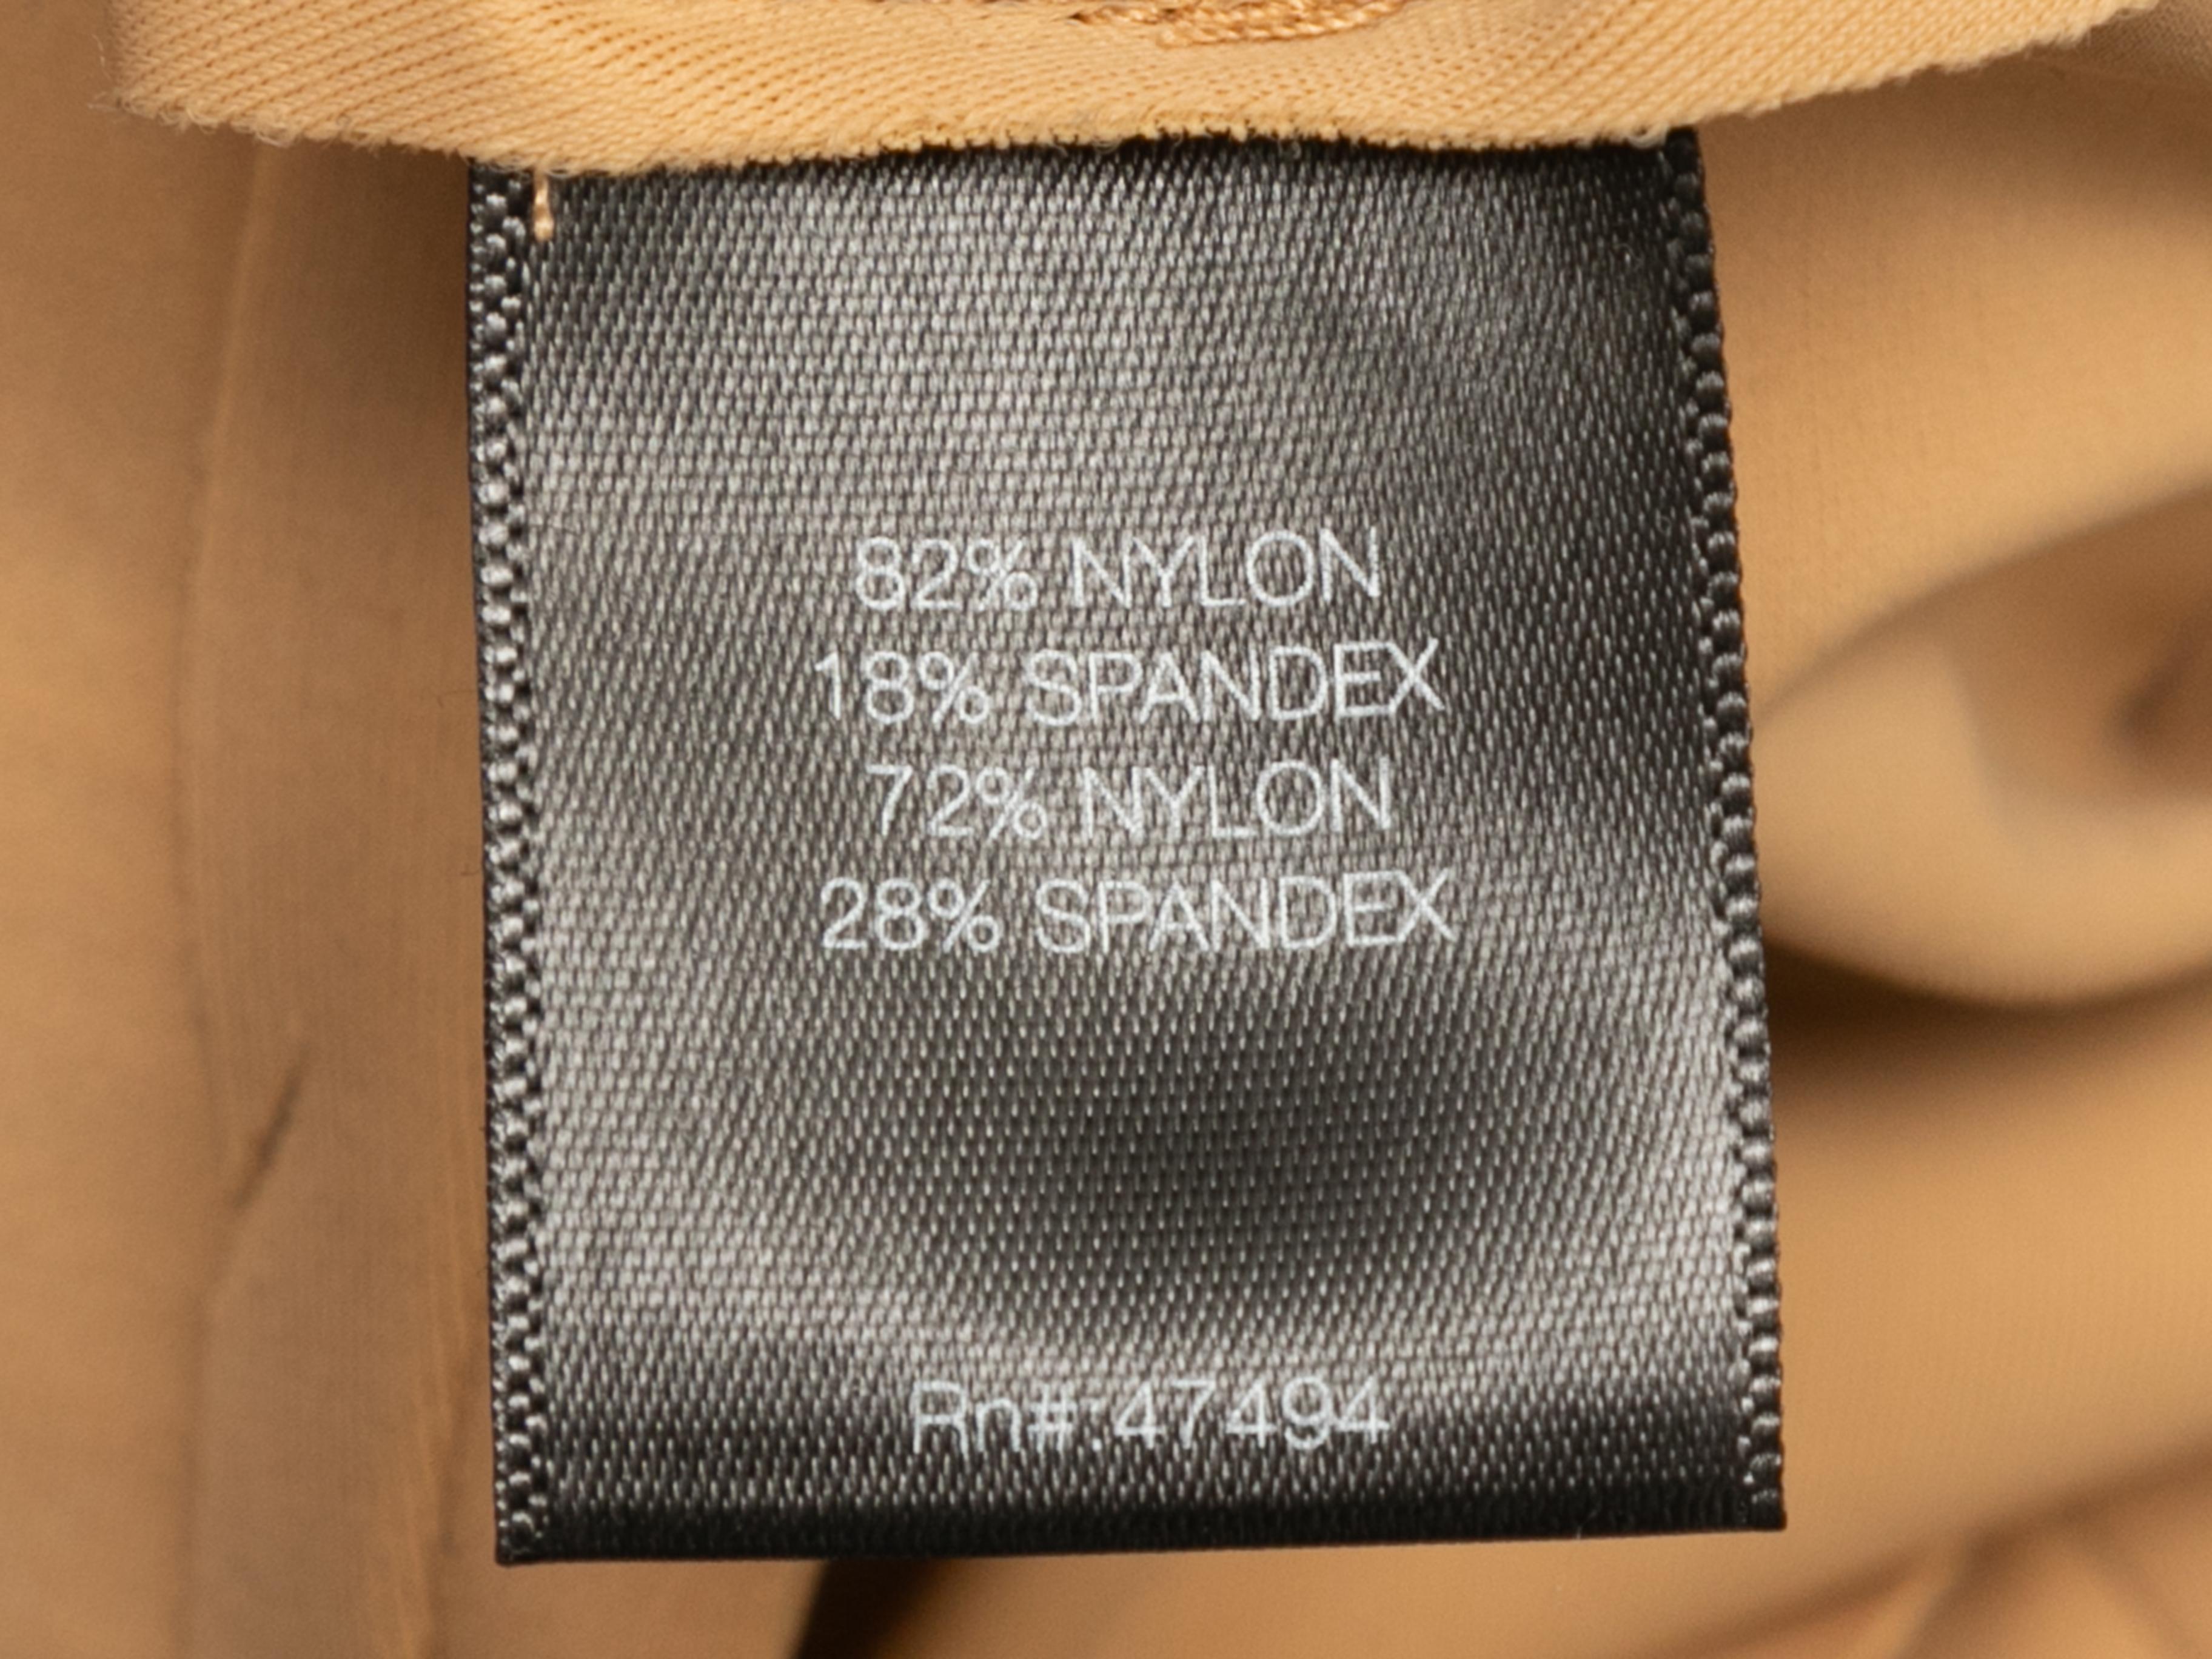 82% NYLON
18% SPANDEX
72% NYLON
28% SPANDEX
Rn#:47494